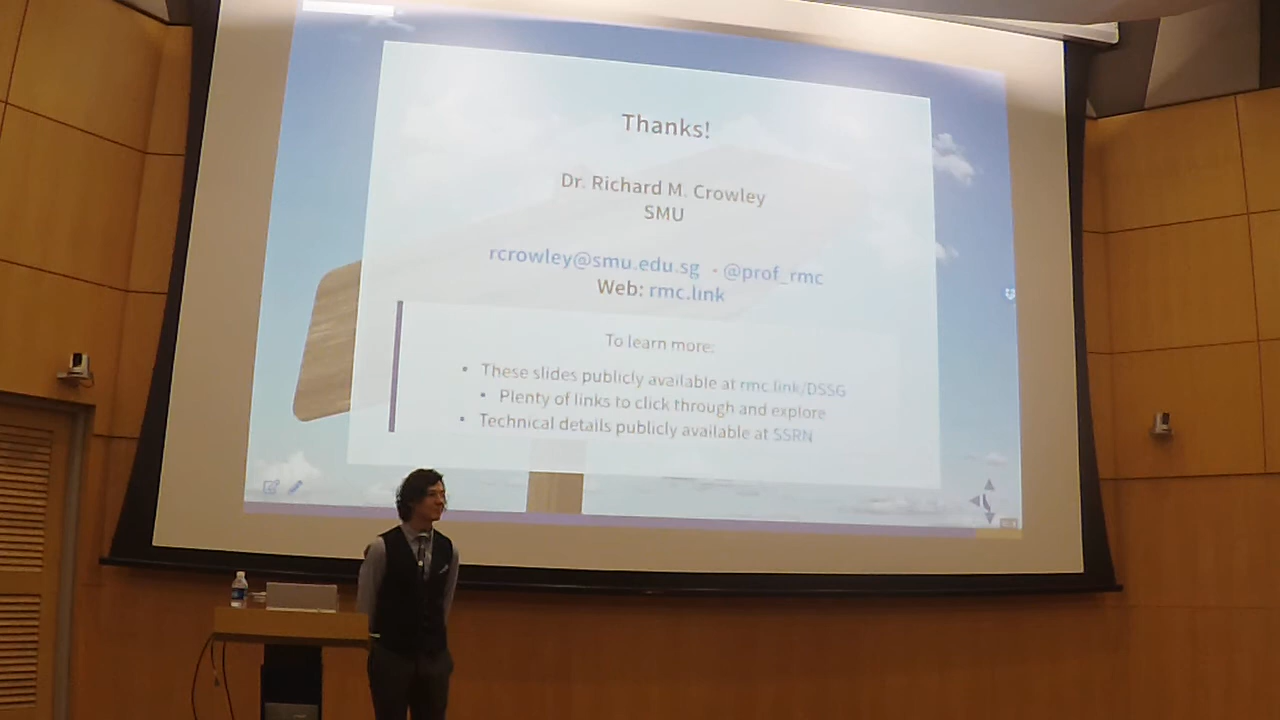 Thanks!
Dr. Richard M. Crowley
SMU
rcrowley@smu.edu.sg · @prof_rmc
Web: rmc.link
To learn more:
• These slides publicly available at rmc.link/DSSG
• Plenty of links to click through and explore
• Technical details publicly available at SSRN